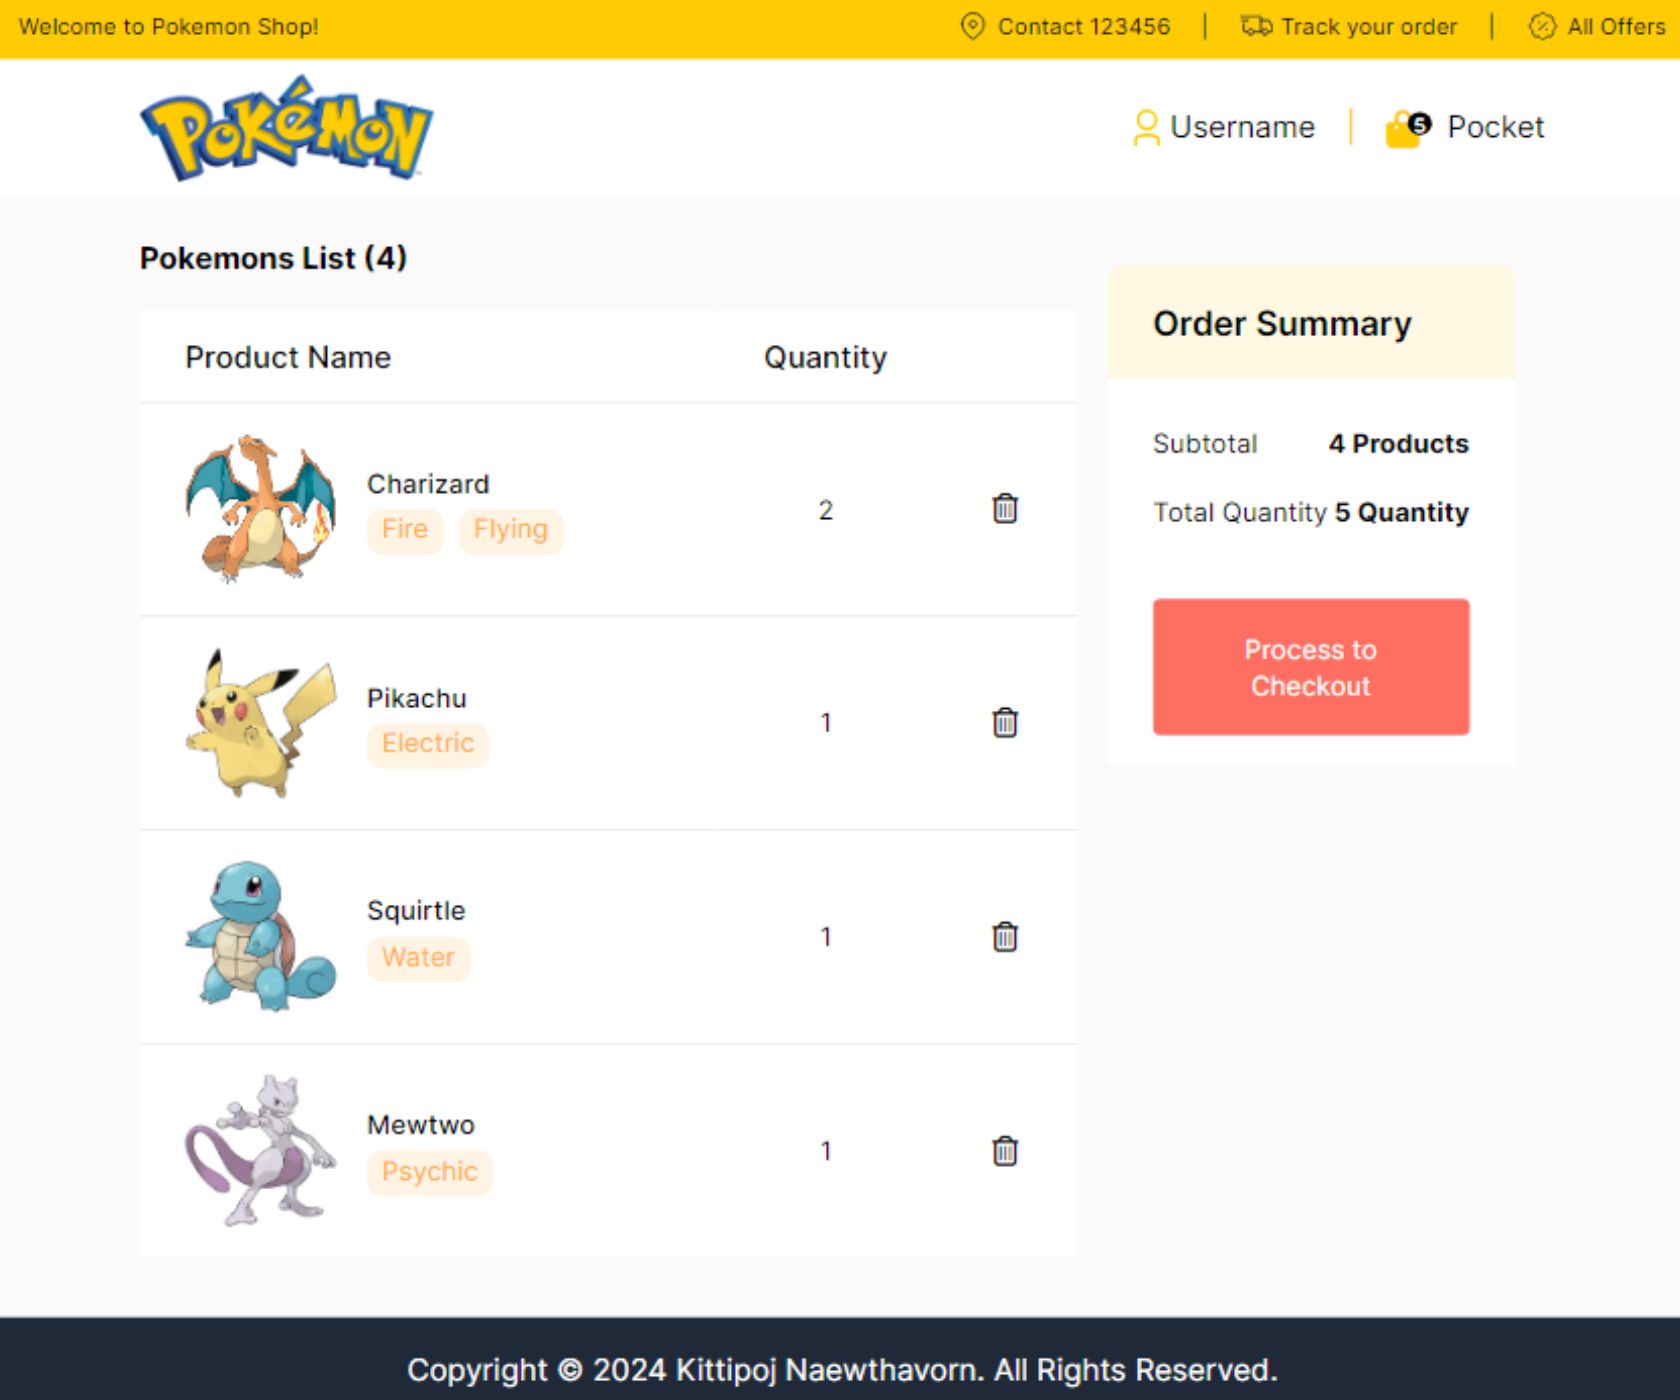 Welcome to Pokemon Shop!
Contact 123456 | Track your order | All Offers
POKéMON
Username | 5 Pocket
Pokemons List (4)
Product Name Quantity
Charizard
Fire Flying
2
Pikachu
Electric
1
Squirtle
Water
1
Mewtwo
Psychic
1
Order Summary
Subtotal 4 Products
Total Quantity 5 Quantity
Process to
Checkout
Copyright © 2024 Kittipoj Naewthavorn. All Rights Reserved.